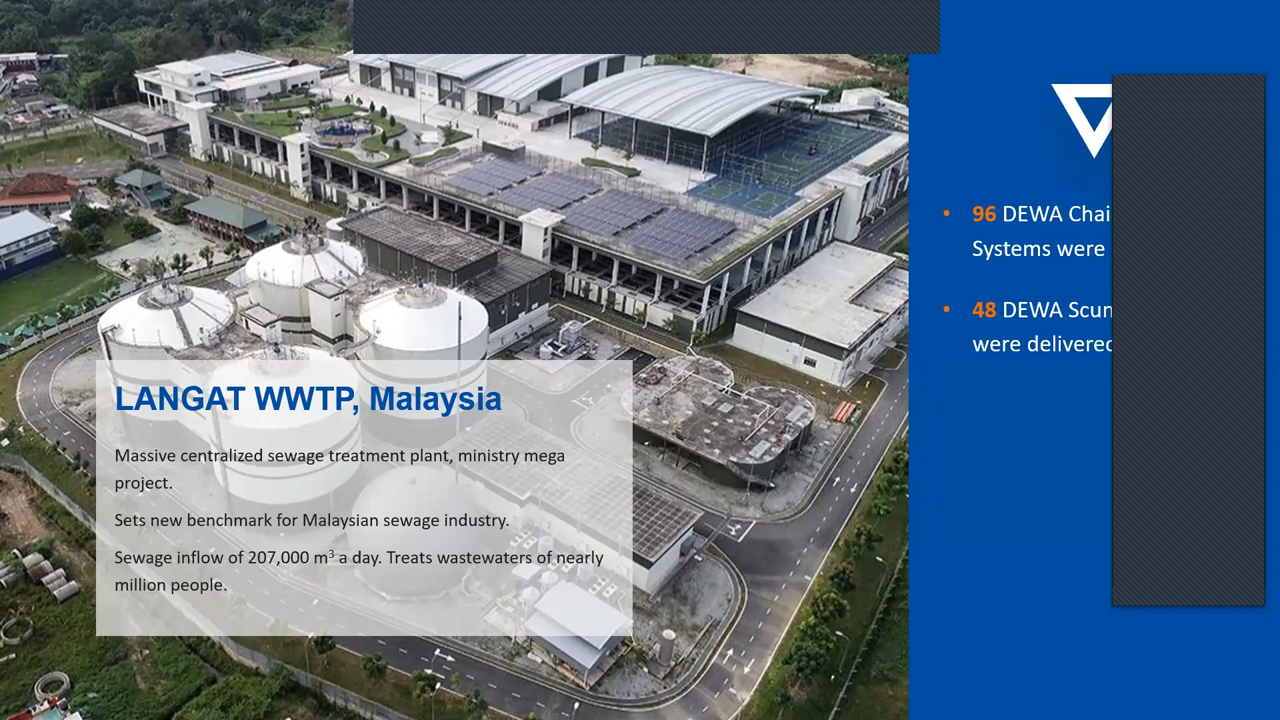 LANGAT WWTP, Malaysia
Massive centralized sewage treatment plant, ministry mega
project.
Sets new benchmark for Malaysian sewage industry.
Sewage inflow of 207,000 m³ a day. Treats wastewaters of nearly
million people.
• 96 DEWA
Systems were
• 48 DEWA
were delivered